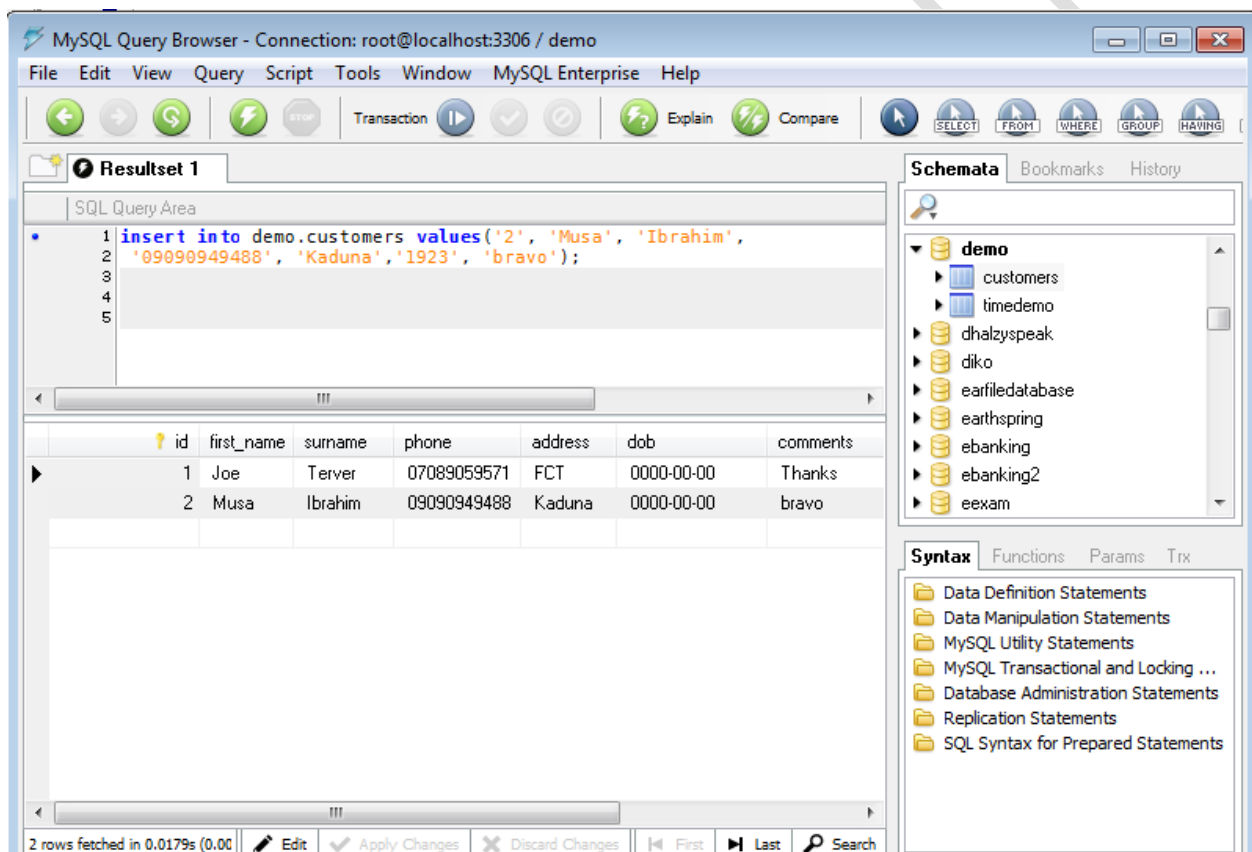 MySQL Query Browser - Connection: root@localhost:3306 / demo
File Edit View Query Script Tools Window MySQL Enterprise Help
STOP Transaction Explain Compare SELECT FROM WHERE GROUP HAVING
Resultset 1
SQL Query Area
1 insert into demo.customers values('2', 'Musa', 'Ibrahim',
2 '09090949488', 'Kaduna','1923', 'bravo');
3
4
5
id first_name surname phone address dob comments
1 Joe Terver 07089059571 FCT 0000-00-00 Thanks
2 Musa Ibrahim 09090949488 Kaduna 0000-00-00 bravo
2 rows fetched in 0.0179s (0.00 Edit Apply Changes Discard Changes First Last Search
Schemata Bookmarks History
demo
customers
timedemo
dhalzyspeak
diko
earfiledatabase
earthspring
ebanking
ebanking2
eexam
Syntax Functions Params Trx
Data Definition Statements
Data Manipulation Statements
MySQL Utility Statements
MySQL Transactional and Locking ...
Database Administration Statements
Replication Statements
SQL Syntax for Prepared Statements